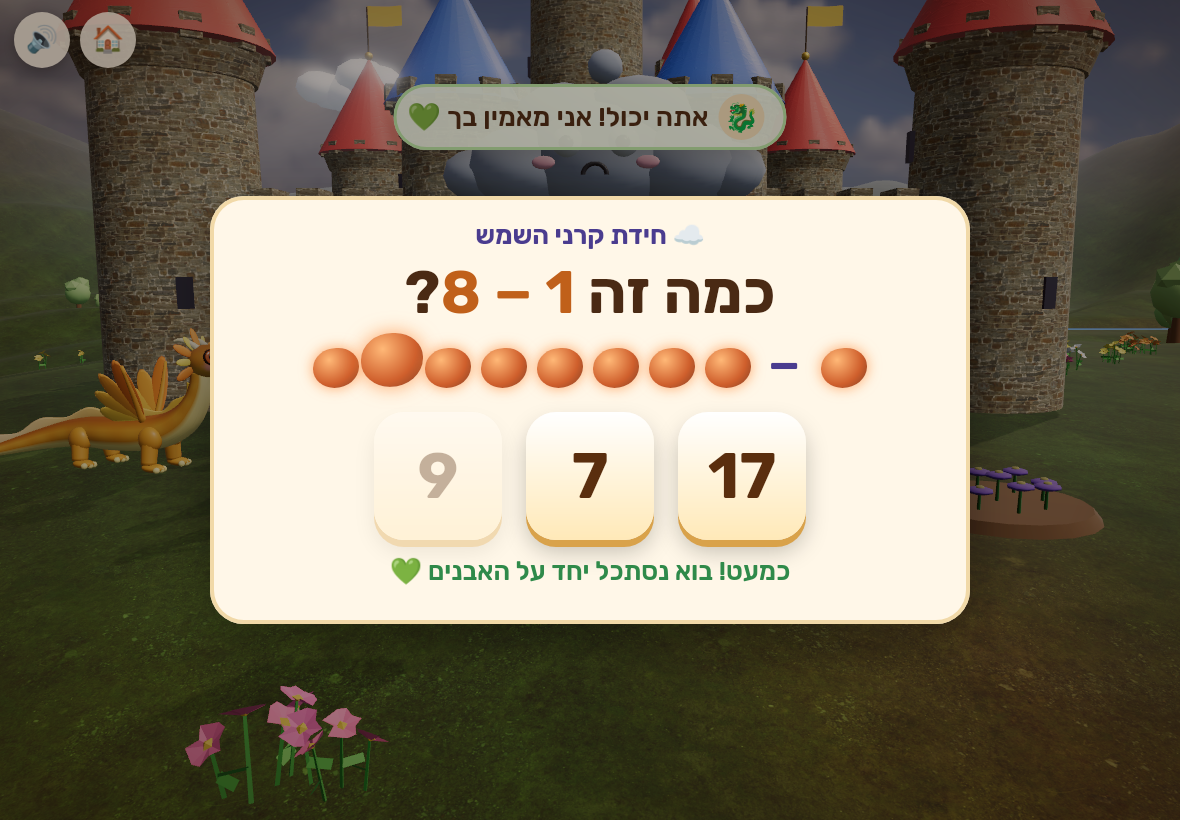 אתה יכול! אני מאמין בך 💚
חידת קרני השמש
כמה זה 8 – 1?
–
17 7 9
כמעט! בוא נסתכל יחד על האבנים 💚